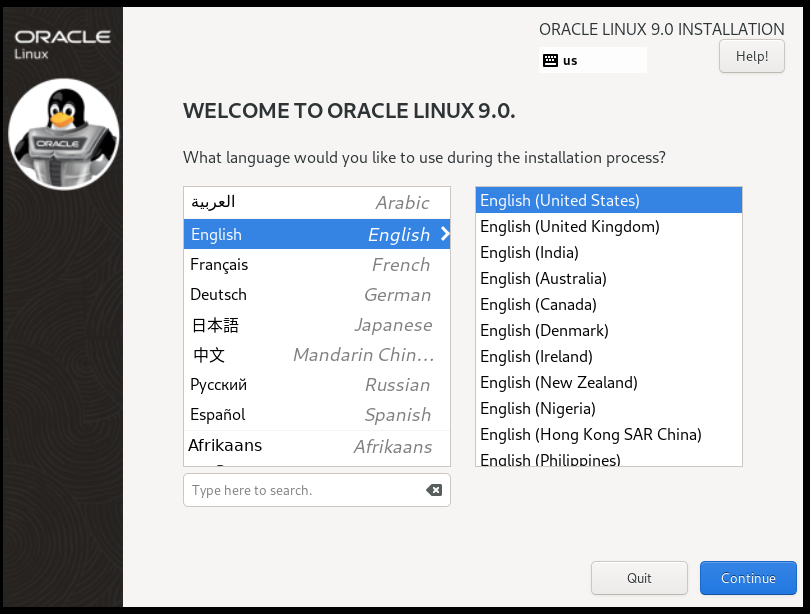 ORACLE
Linux
ORACLE
ORACLE LINUX 9.0 INSTALLATION
us
Help!
WELCOME TO ORACLE LINUX 9.0.
What language would you like to use during the installation process?
العربية Arabic
English English
Français French
Deutsch German
日本語 Japanese
中文 Mandarin Chin...
Русский Russian
Español Spanish
Afrikaans Afrikaans
Type here to search.
English (United States)
English (United Kingdom)
English (India)
English (Australia)
English (Canada)
English (Denmark)
English (Ireland)
English (New Zealand)
English (Nigeria)
English (Hong Kong SAR China)
English (Philippines)
Quit
Continue